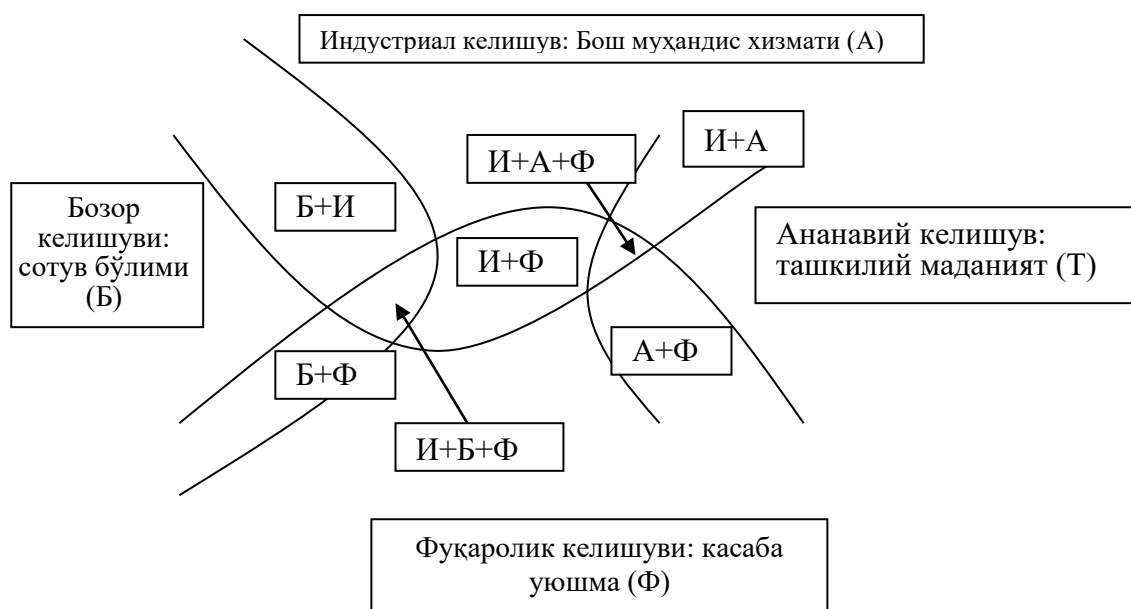 Индустриал келишув: Бош муҳандис хизмати (А)
И+А
И+А+Ф
Бозор
келишуви:
сотув бўлими
(Б)
Б+И
И+Ф
Ананавий келишув:
ташкилий маданият (Т)
Б+Ф
А+Ф
И+Б+Ф
Фуқаролик келишуви: касаба
уюшма (Ф)